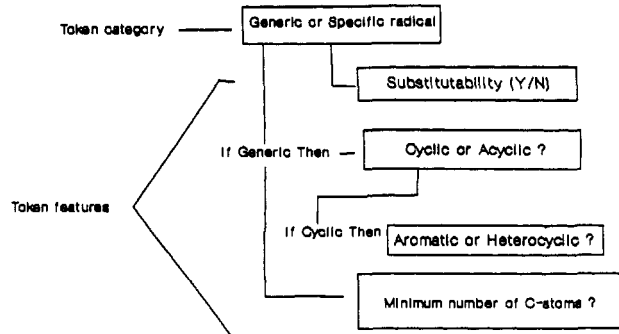 Generic or Specific radical
Token category
Substitutability (Y/N)
If Generic Then
Cyclic or Acyclic ?
Token features
If Cyclic Then
Aromatic or Heterocyclic ?
Minimum number of C-atoms ?